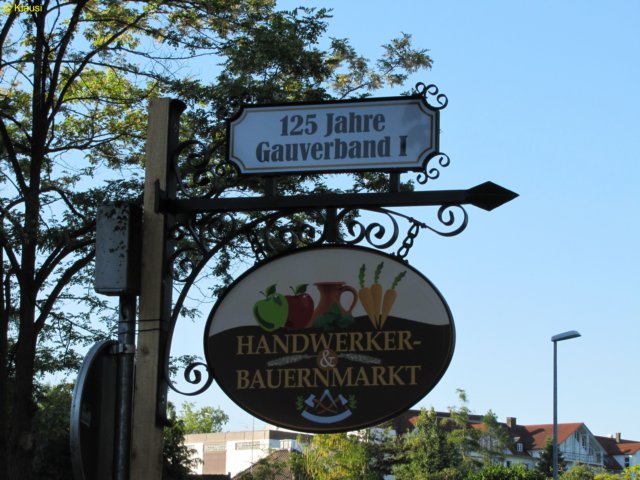 © Klausi
125 Jahre
Gauverband I
HANDWERKER-
&
BAUERNMARKT